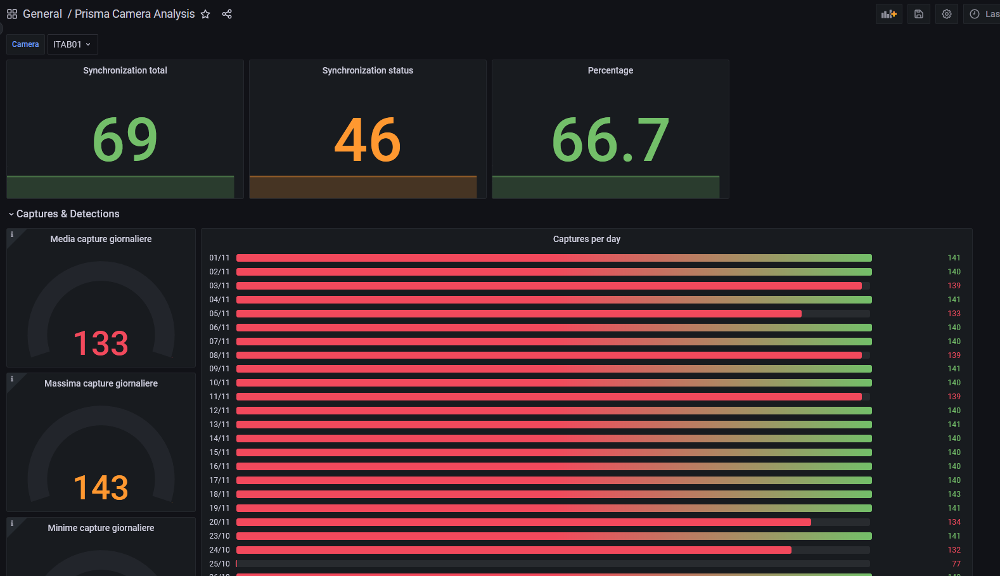 General / Prisma Camera Analysis
Las
Camera ITAB01
Synchronization total
69
Synchronization status
46
Percentage
66.7
Captures & Detections
i
Media capture giornaliere
133
i
Massima capture giornaliere
143
i
Minime capture giornaliere
Captures per day
01/11 141
02/11 140
03/11 139
04/11 141
05/11 133
06/11 140
07/11 140
08/11 139
09/11 141
10/11 140
11/11 139
12/11 140
13/11 141
14/11 140
15/11 140
16/11 140
17/11 140
18/11 143
19/11 141
20/11 134
23/10 141
24/10 132
25/10 77